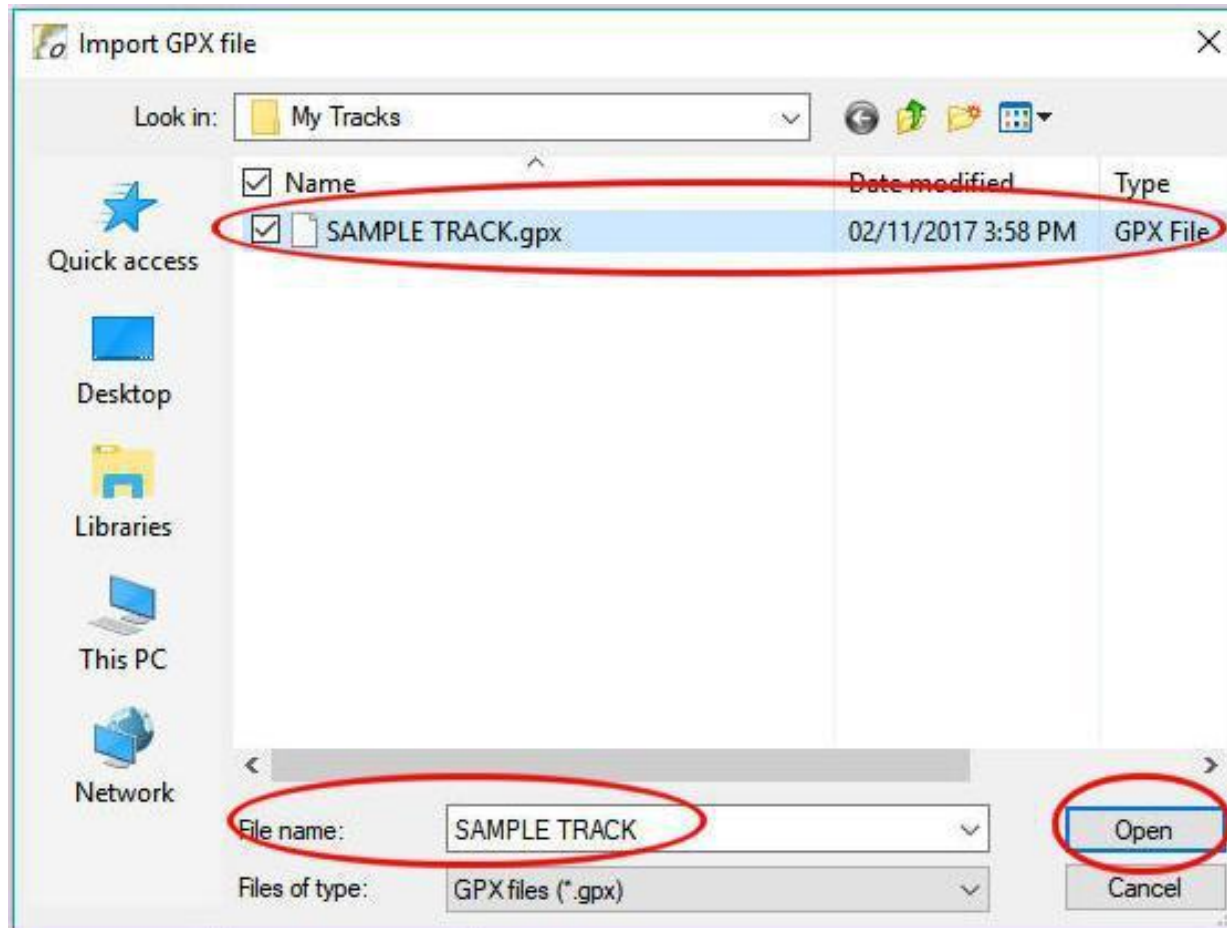 Import GPX file
Look in: My Tracks
Name Date modified Type
SAMPLE TRACK.gpx 02/11/2017 3:58 PM GPX File
Quick access
Desktop
Libraries
This PC
Network
File name: SAMPLE TRACK Open
Files of type: GPX files (*.gpx) Cancel